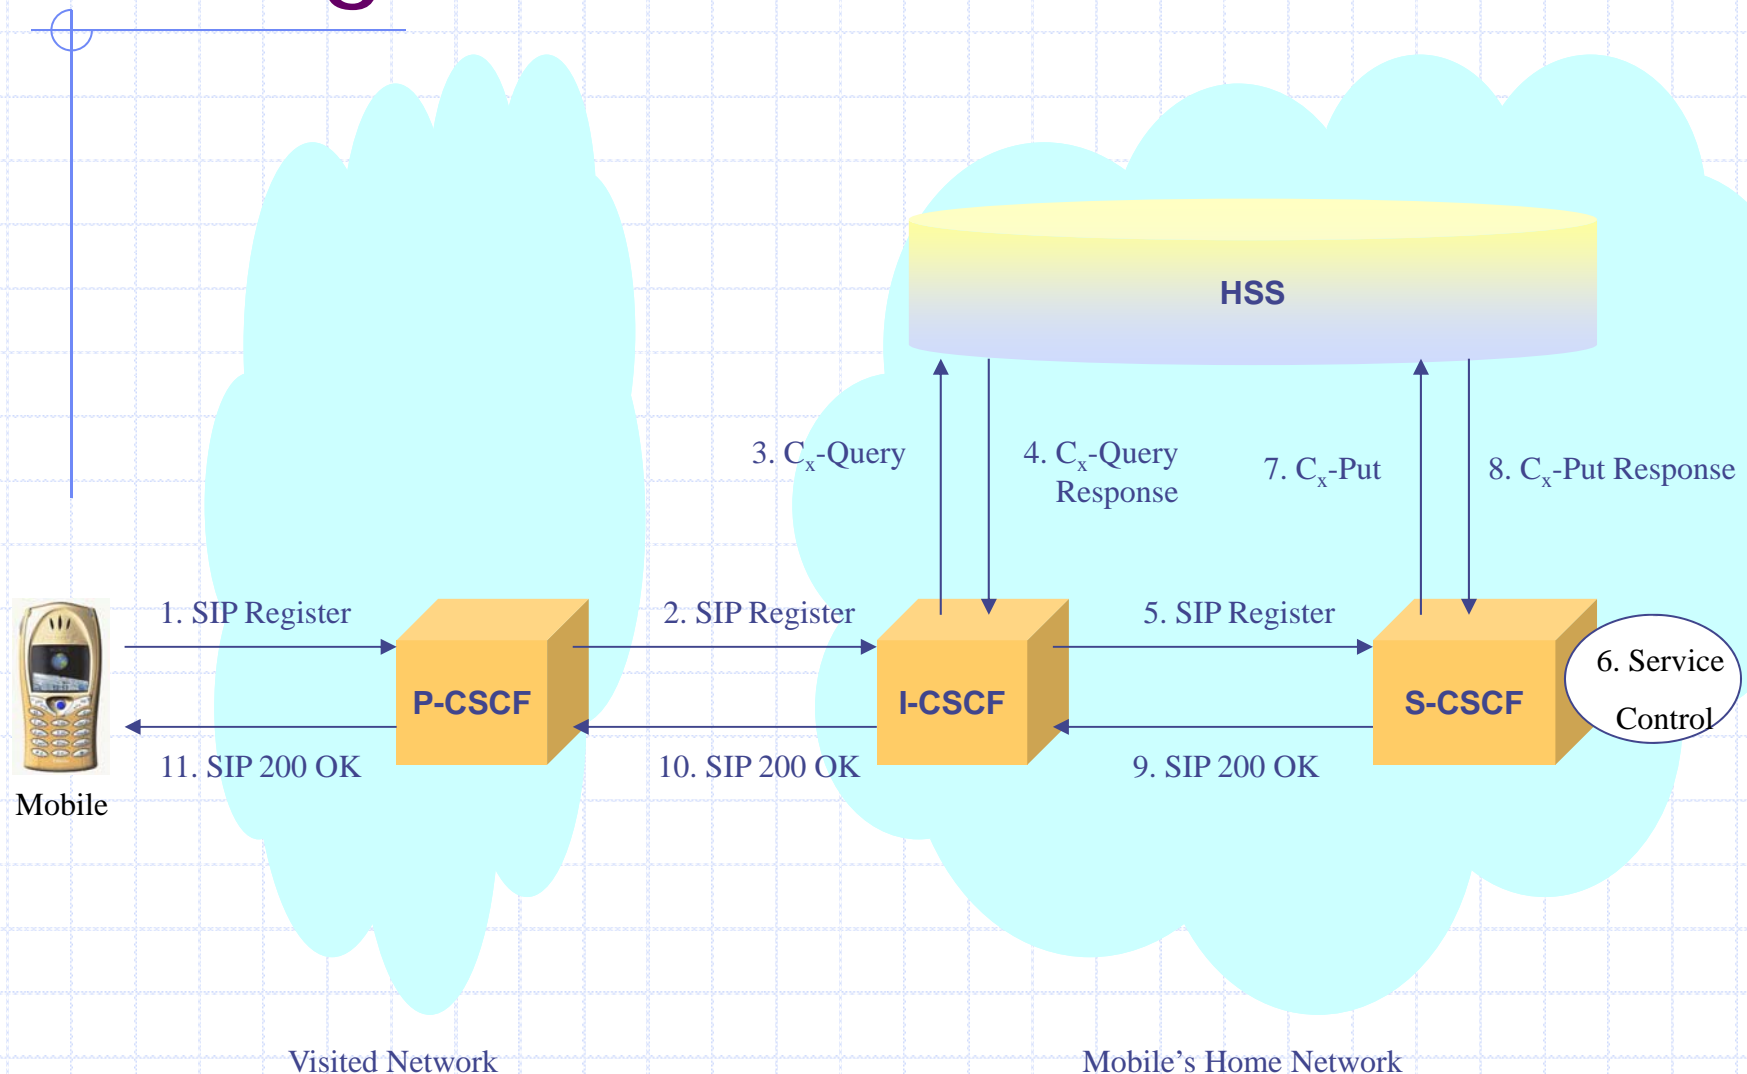 HSS
3. Cx-Query
4. Cx-Query
Response
7. Cx-Put
8. Cx-Put Response
1. SIP Register
2. SIP Register
5. SIP Register
6. Service
Control
P-CSCF
I-CSCF
S-CSCF
11. SIP 200 OK
10. SIP 200 OK
9. SIP 200 OK
Mobile
Visited Network
Mobile’s Home Network